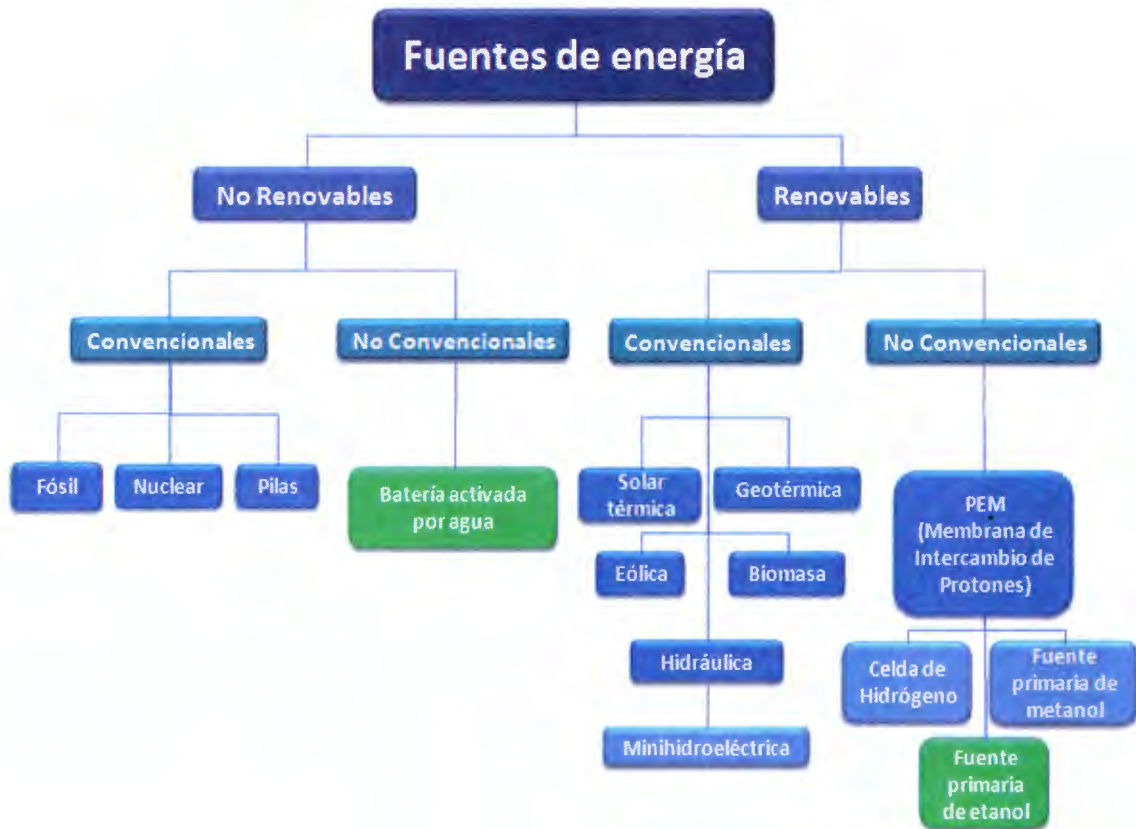 Fuentes de energía
No Renovables
Renovables
Convencionales
No Convencionales
Convencionales
No Convencionales
Fósil
Nuclear
Pilas
Batería activada
por agua
Solar
térmica
Geotérmica
Eólica
Biomasa
Hidráulica
Minihidroeléctrica
PEM
(Membrana de
Intercambio de
Protones)
Celda de
Hidrógeno
Fuente
primaria de
metanol
Fuente
primaria
de etanol